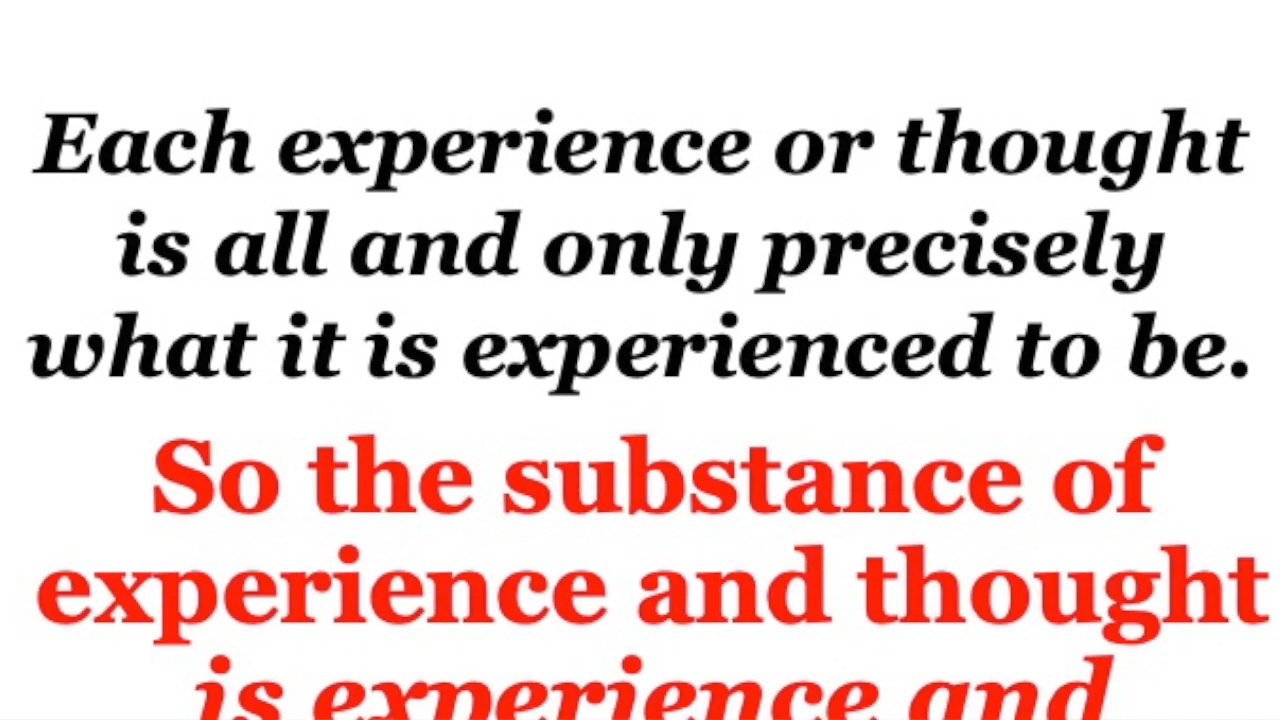 Each experience or thought
is all and only precisely
what it is experienced to be.
So the substance of
experience and thought
is experience and